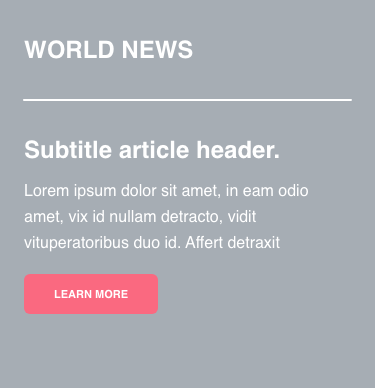 WORLD NEWS
Subtitle article header.
Lorem ipsum dolor sit amet, in eam odio
amet, vix id nullam detracto, vidit
vituperatoribus duo id. Affert detraxit
LEARN MORE